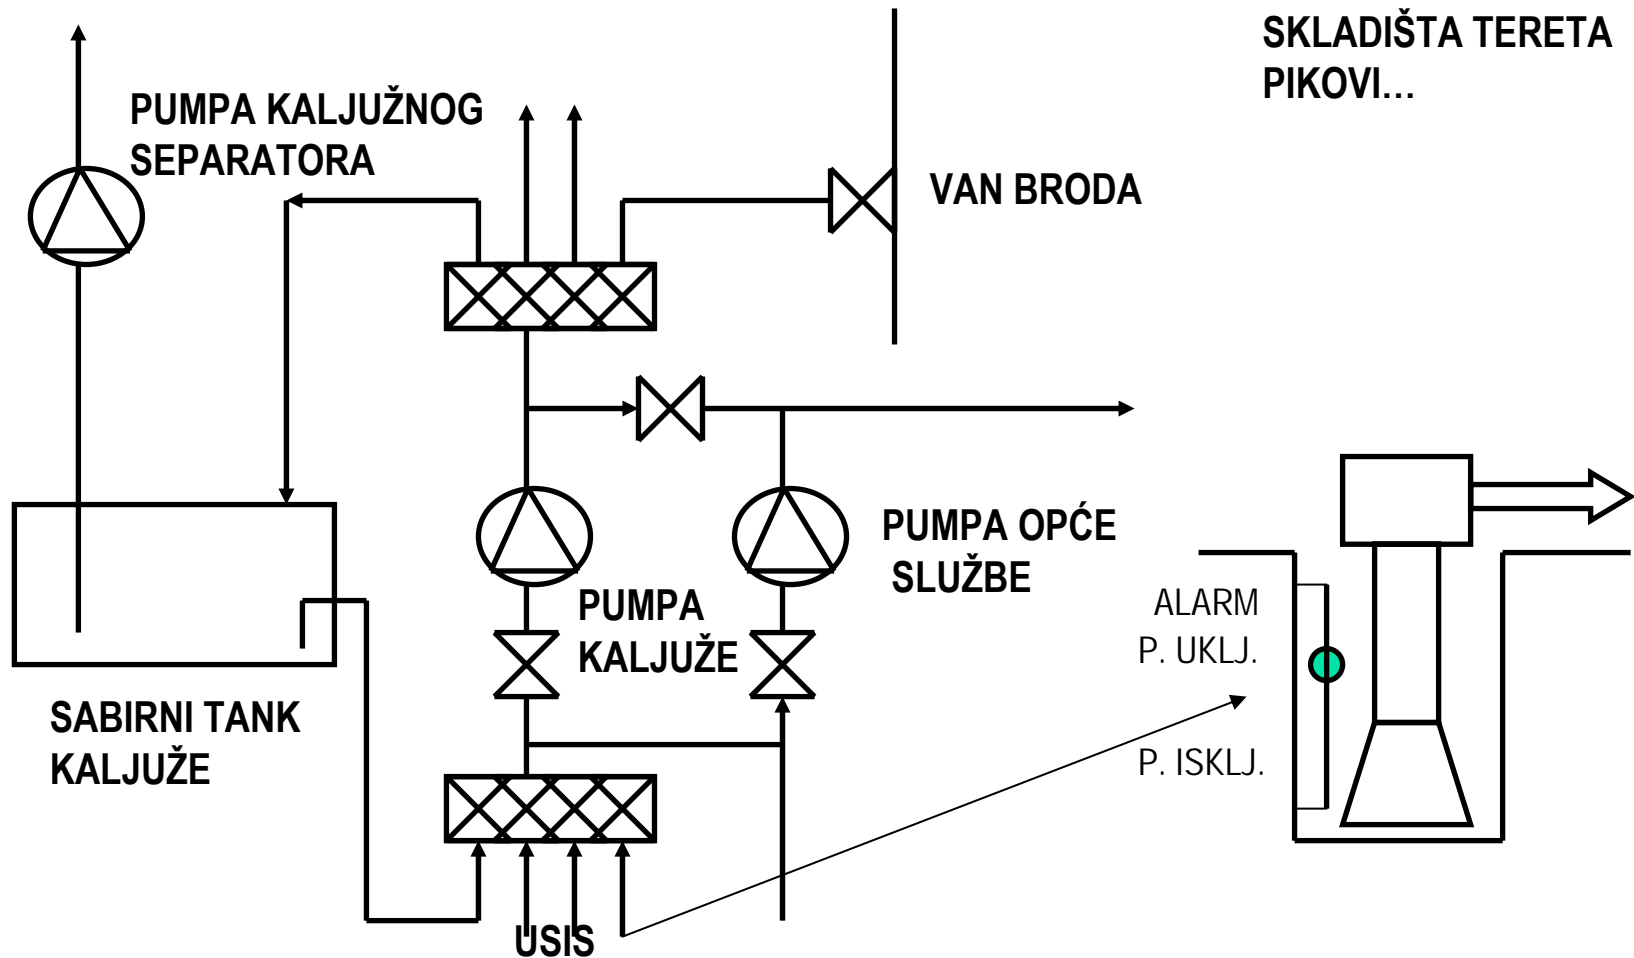 SKLADIŠTA TERETA
PIKOVI...
PUMPA KALJUŽNOG
SEPARATORA
VAN BRODA
PUMPA OPĆE
SLUŽBE
PUMPA
KALJUŽE
ALARM
P. UKLJ.
P. ISKLJ.
SABIRNI TANK
KALJUŽE
USIS